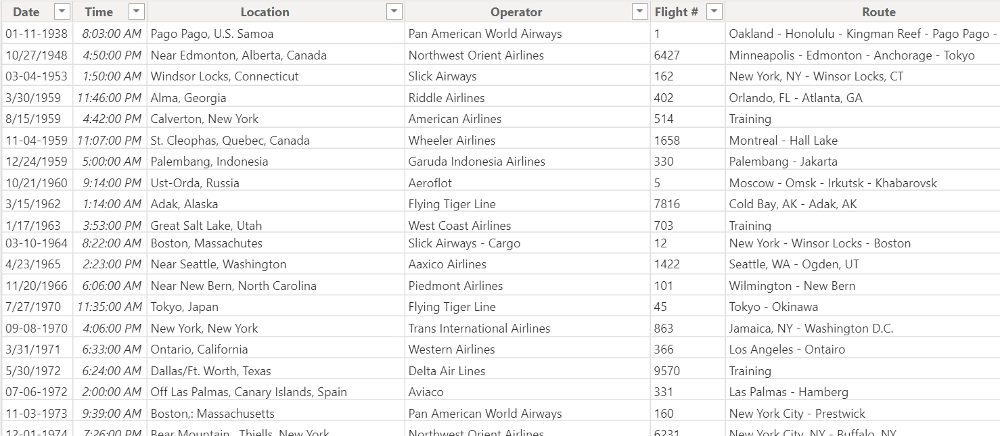 Date Time Location Operator Flight # Route
01-11-1938 8:03:00 AM Pago Pago, U.S. Samoa Pan American World Airways 1 Oakland - Honolulu - Kingman Reef - Pago Pago -
10/27/1948 4:50:00 PM Near Edmonton, Alberta, Canada Northwest Orient Airlines 6427 Minneapolis - Edmonton - Anchorage - Tokyo
03-04-1953 1:50:00 AM Windsor Locks, Connecticut Slick Airways 162 New York, NY - Winsor Locks, CT
3/30/1959 11:46:00 PM Alma, Georgia Riddle Airlines 402 Orlando, FL - Atlanta, GA
8/15/1959 4:42:00 PM Calverton, New York American Airlines 514 Training
11-04-1959 11:07:00 PM St. Cleophas, Quebec, Canada Wheeler Airlines 1658 Montreal - Hall Lake
12/24/1959 5:00:00 AM Palembang, Indonesia Garuda Indonesia Airlines 330 Palembang - Jakarta
10/21/1960 9:14:00 PM Ust-Orda, Russia Aeroflot 5 Moscow - Omsk - Irkutsk - Khabarovsk
3/15/1962 1:14:00 AM Adak, Alaska Flying Tiger Line 7816 Cold Bay, AK - Adak, AK
1/17/1963 3:53:00 PM Great Salt Lake, Utah West Coast Airlines 703 Training
03-10-1964 8:22:00 AM Boston, Massachutes Slick Airways - Cargo 12 New York - Winsor Locks - Boston
4/23/1965 2:23:00 PM Near Seattle, Washington Aaxico Airlines 1422 Seattle, WA - Ogden, UT
11/20/1966 6:06:00 AM Near New Bern, North Carolina Piedmont Airlines 101 Wilmington - New Bern
7/27/1970 11:35:00 AM Tokyo, Japan Flying Tiger Line 45 Tokyo - Okinawa
09-08-1970 4:06:00 PM New York, New York Trans International Airlines 863 Jamaica, NY - Washington D.C.
3/31/1971 6:33:00 AM Ontario, California Western Airlines 366 Los Angeles - Ontairo
5/30/1972 6:24:00 AM Dallas/Ft. Worth, Texas Delta Air Lines 9570 Training
07-06-1972 2:00:00 AM Off Las Palmas, Canary Islands, Spain Aviaco 331 Las Palmas - Hamberg
11-03-1973 9:39:00 AM Boston,: Massachusetts Pan American World Airways 160 New York City - Prestwick
12-01-1974 7:26:00 PM Bear Mountain, Thiells, New York Northwest Orient Airlines 6231 New York City, NY - Buffalo, NY